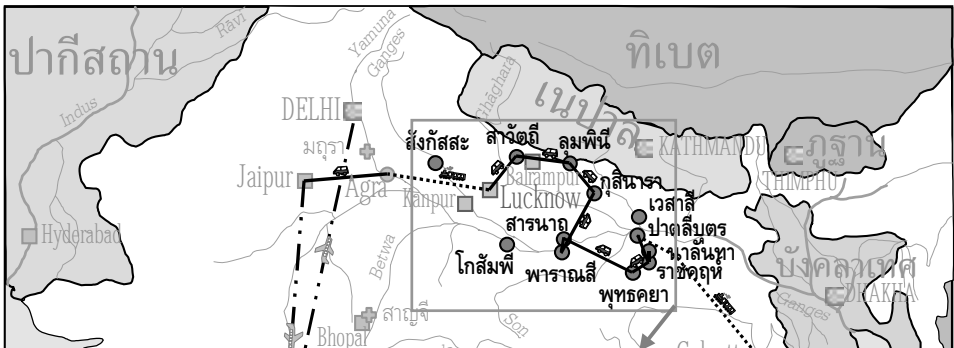 Rāvi
Yamuna
Ganges
Ghāghara
ทิเบต
ปากีสถาน
Indus
เนปาล
DELHI
มถุรา
สังกัสสะ
สาวัตถี
ลุมพินี
KATHMANDU
ภูฐาน
THIMPHU
Jaipur
Agra
Balrampur
Kānpur
Lucknow
กุสินารา
เวสาลี
สารนาถ
ปาตลีบุตร
Hyderabad
Betwa
โกสัมพี
พาราณสี
นาลันทา
ราชคฤห์
บังคลาเทศ
พุทธคยา
DHAKHA
Ganges
สาญจี
Son
Bhopal